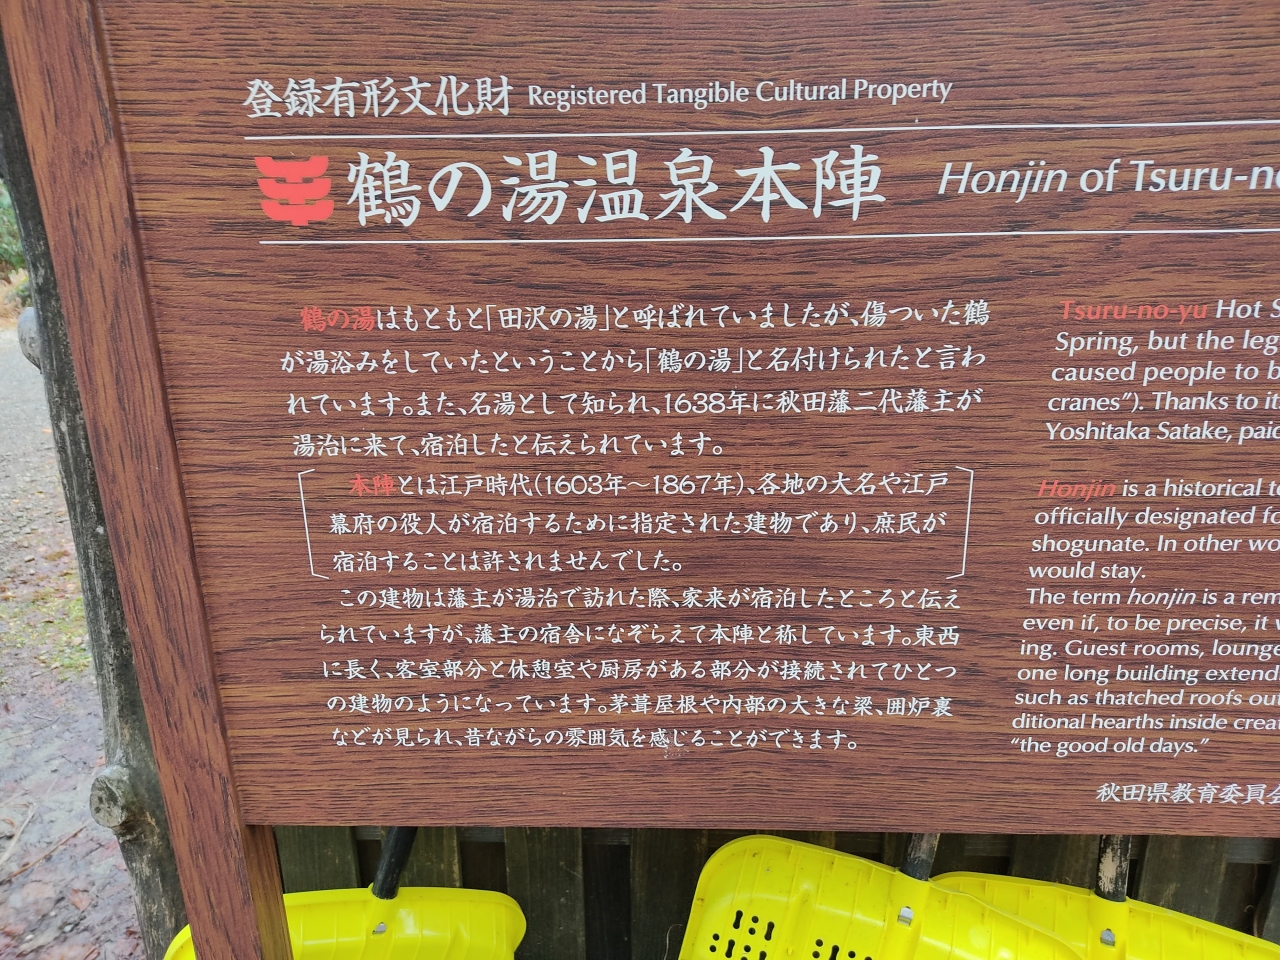 登録有形文化財 Registered Tangible Cultural Property
鶴の湯温泉本陣 Honjin of Tsuru-no
鶴の湯はもともと「田沢の湯」と呼ばれていましたが、傷ついた鶴
が湯浴みをしていたということから「鶴の湯」と名付けられたと言わ
れています。また、名湯として知られ、1638年に秋田藩二代藩主が
湯治に来て、宿泊したと伝えられています。
本陣とは江戸時代(1603年～1867年)、各地の大名や江戸
幕府の役人が宿泊するために指定された建物であり、庶民が
宿泊することは許されませんでした。
この建物は藩主が湯治で訪れた際、家来が宿泊したところと伝え
られていますが、藩主の宿舎になぞらえて本陣と称しています。東西
に長く、客室部分と休憩室や厨房がある部分が接続されてひとつ
の建物のようになっています。茅葺屋根や内部の大きな梁、囲炉裏
などが見られ、昔ながらの雰囲気を感じることができます。
Tsuru-no-yu Hot S
Spring, but the leg
caused people to b
cranes"). Thanks to it
Yoshitaka Satake, paid
Honjin is a historical t
officially designated fo
shogunate. In other wo
would stay.
The term honjin is a rem
even if, to be precise, it w
ing. Guest rooms, lounge
one long building extend
such as thatched roofs ou
ditional hearths inside crea
"the good old days."
秋田県教育委員会